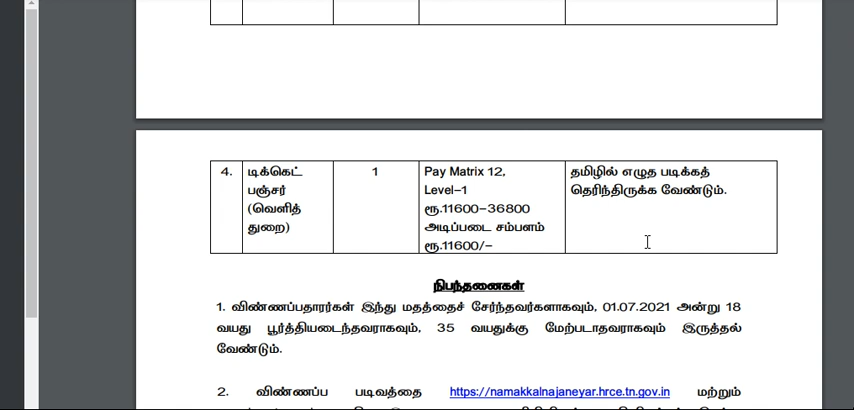 4. டிக்கெட் பஞ்சர் (வெளித் துறை) 1 Pay Matrix 12, Level-1 ரூ.11600-36800 அடிப்படை சம்பளம் ரூ.11600/- தமிழில் எழுத படிக்கத் தெரிந்திருக்க வேண்டும்.
நிபந்தனைகள்
1. விண்ணப்பதாரர்கள் இந்து மதத்தைச் சேர்ந்தவர்களாகவும், 01.07.2021 அன்று 18
வயது பூர்த்தியடைந்தவராகவும், 35 வயதுக்கு மேற்படாதவராகவும் இருத்தல்
வேண்டும்.
2. விண்ணப்ப படிவத்தை https://namakkalnajaneyar.hrce.tn.gov.in மற்றும்